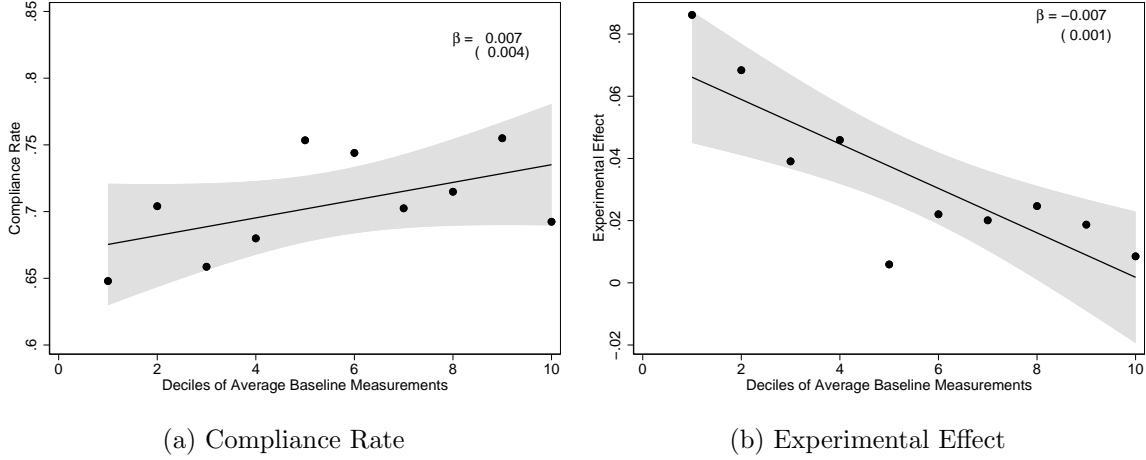 .85
.8
.75
.7
.65
.6
Compliance Rate
β = 0.007
( 0.004)
0 2 4 6 8 10
Deciles of Average Baseline Measurements
(a) Compliance Rate
.08
.06
.04
.02
0
-.02
Experimental Effect
β = −0.007
( 0.001)
0 2 4 6 8 10
Deciles of Average Baseline Measurements
(b) Experimental Effect